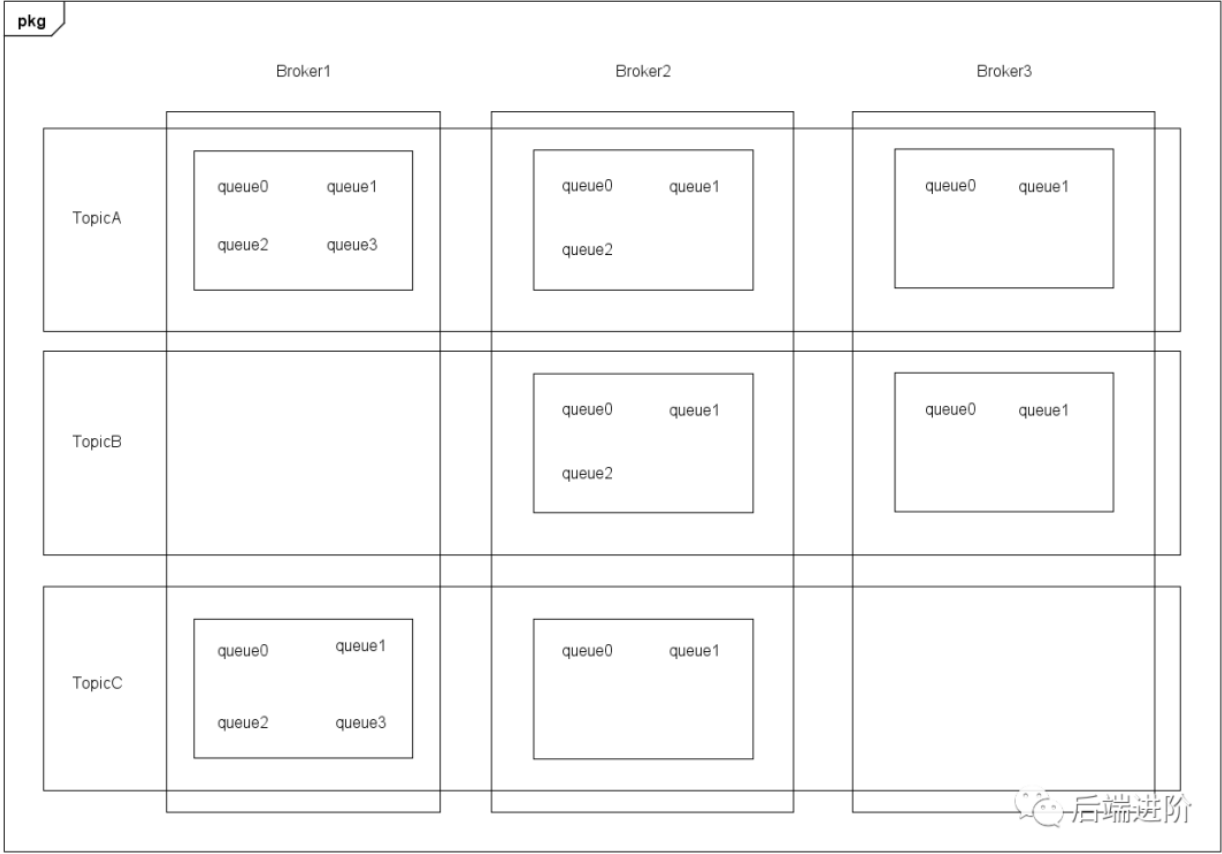 pkg
Broker1 Broker2 Broker3
queue0 queue1 queue0 queue1 queue0 queue1
TopicA
queue2 queue3 queue2
queue0 queue1 queue0 queue1
TopicB
queue2
queue0 queue1 queue0 queue1
TopicC
queue2 queue3
后端进阶